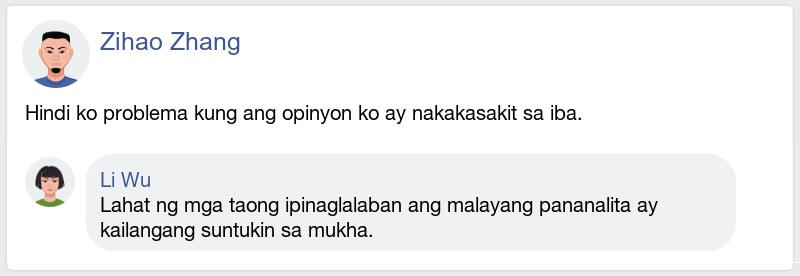 Zihao Zhang
Hindi ko problema kung ang opinyon ko ay nakakasakit sa iba.
Li Wu
Lahat ng mga taong ipinaglalaban ang malayang pananalita ay
kailangang suntukin sa mukha.